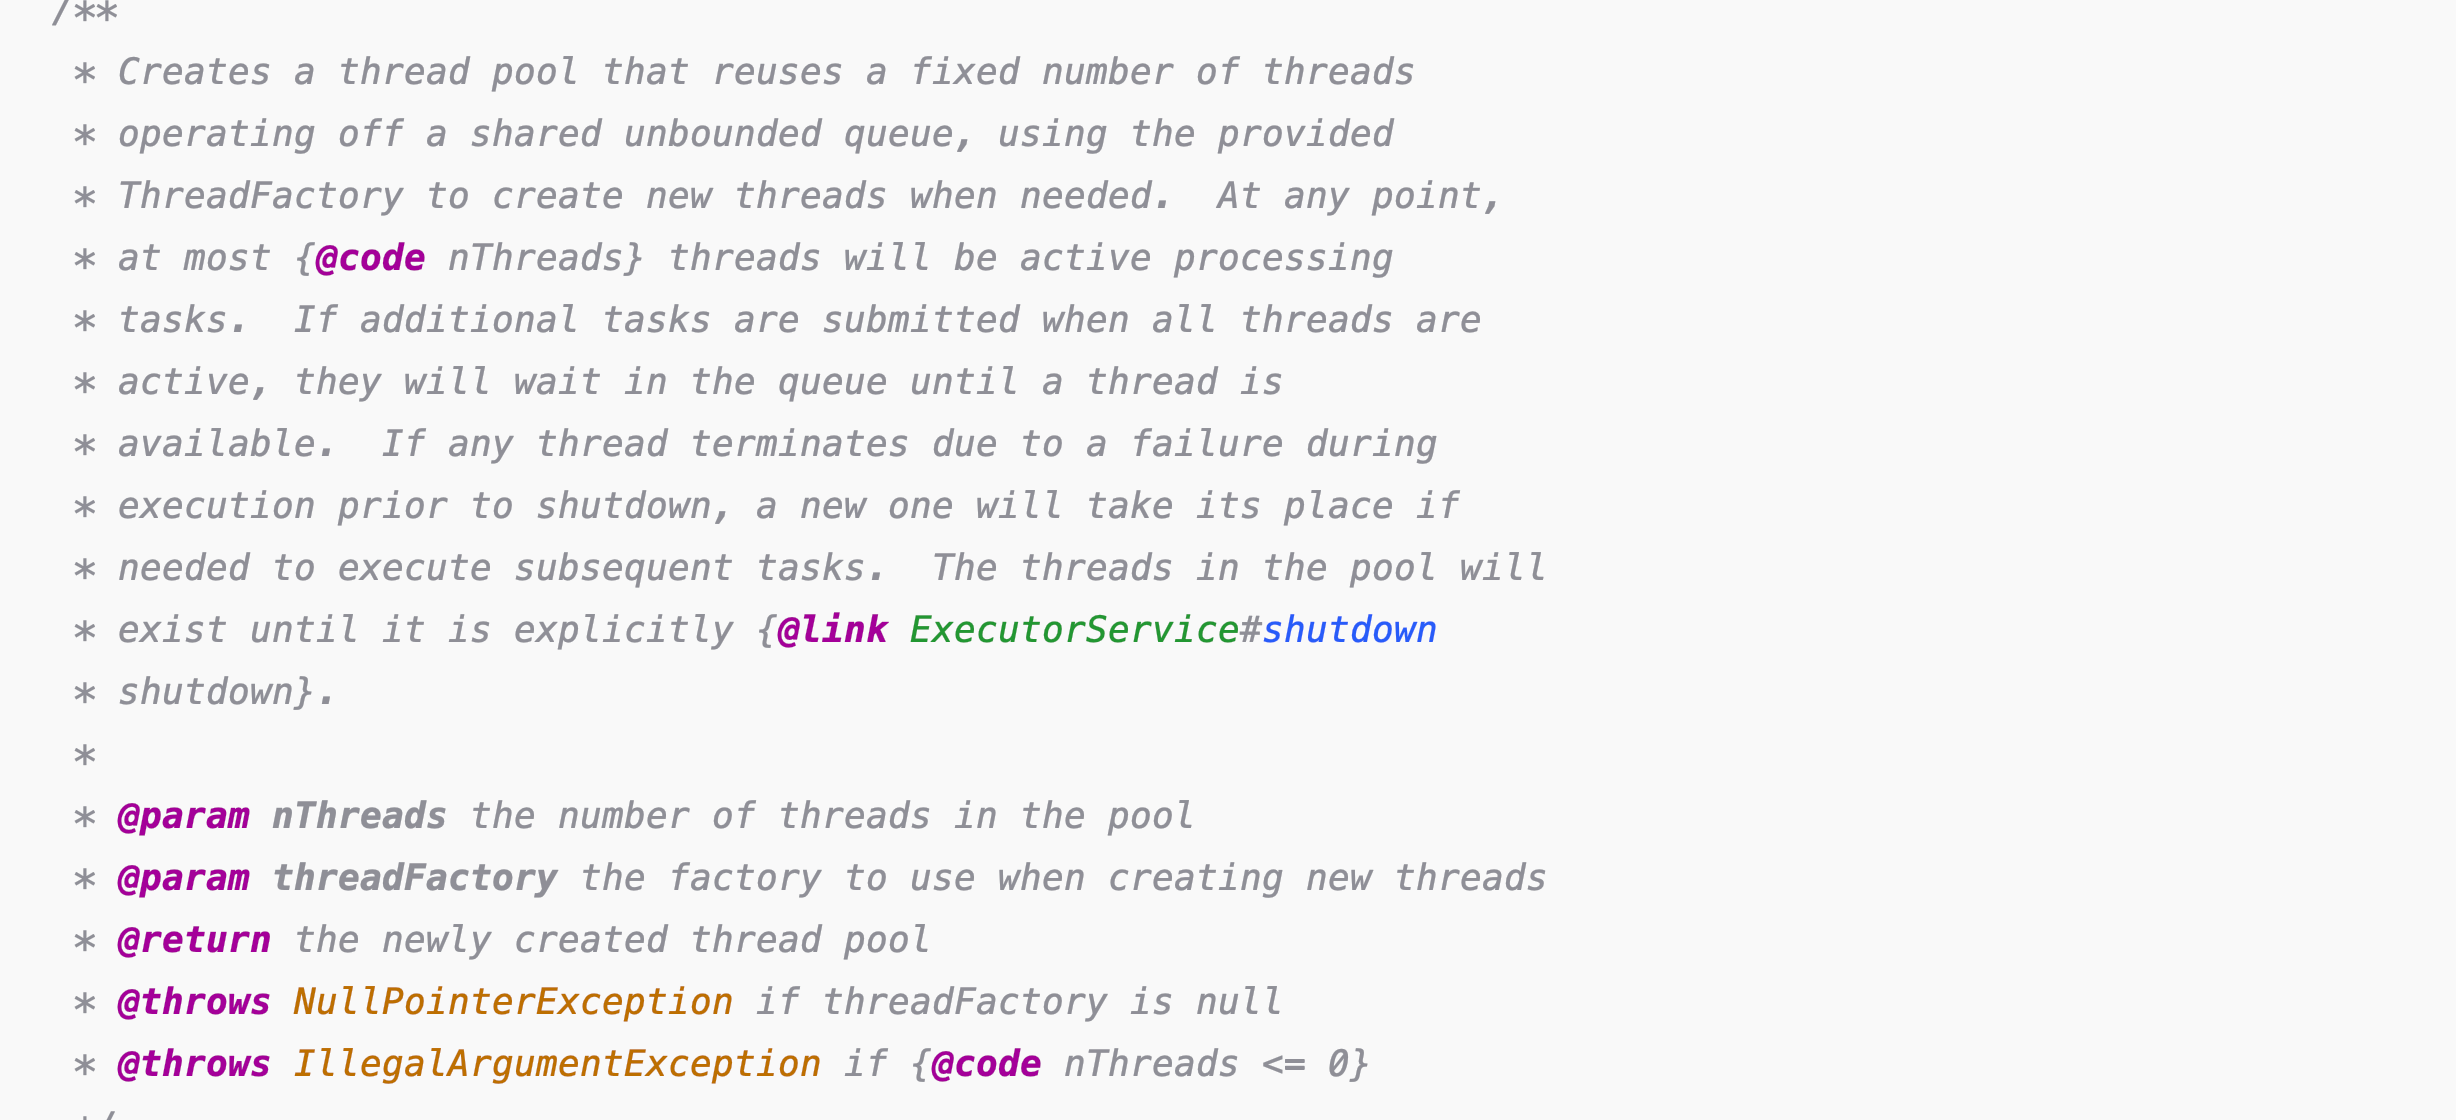 /**
* Creates a thread pool that reuses a fixed number of threads
* operating off a shared unbounded queue, using the provided
* ThreadFactory to create new threads when needed.  At any point,
* at most {@code nThreads} threads will be active processing
* tasks.  If additional tasks are submitted when all threads are
* active, they will wait in the queue until a thread is
* available.  If any thread terminates due to a failure during
* execution prior to shutdown, a new one will take its place if
* needed to execute subsequent tasks.  The threads in the pool will
* exist until it is explicitly {@link ExecutorService#shutdown
* shutdown}.
*
* @param nThreads the number of threads in the pool
* @param threadFactory the factory to use when creating new threads
* @return the newly created thread pool
* @throws NullPointerException if threadFactory is null
* @throws IllegalArgumentException if {@code nThreads <= 0}
*/